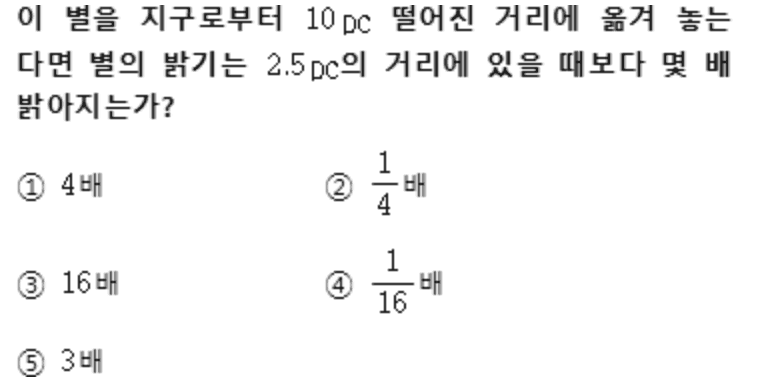 이 별을 지구로부터 10 pc 떨어진 거리에 옮겨 놓는
다면 별의 밝기는 2.5 pc의 거리에 있을 때보다 몇 배
밝아지는가?
① 4배 ② 1/4배
③ 16배 ④ 1/16배
⑤ 3배